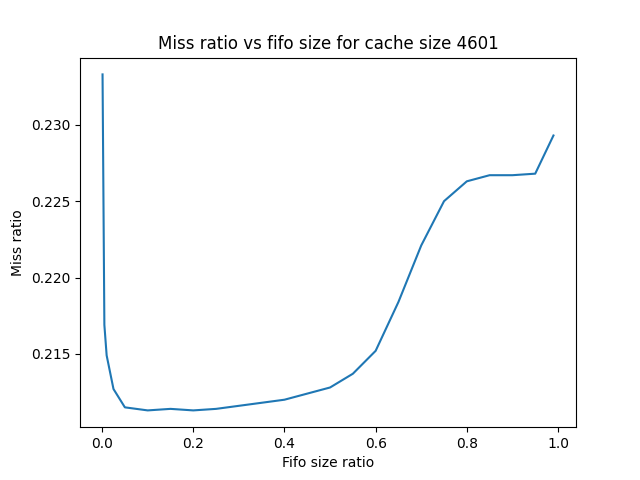 Miss ratio vs fifo size for cache size 4601
0.230
0.225
0.220
0.215
Miss ratio
0.0 0.2 0.4 0.6 0.8 1.0
Fifo size ratio